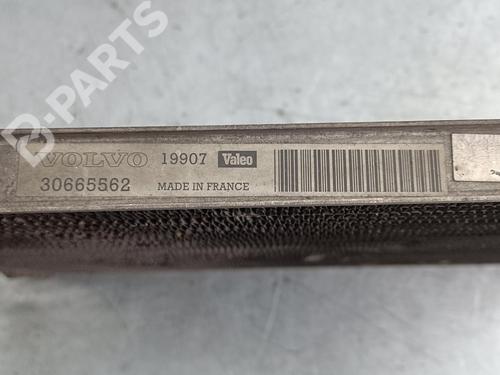 B-PARTS
VOLVO 19907 Valeo
30665562 MADE IN FRANCE